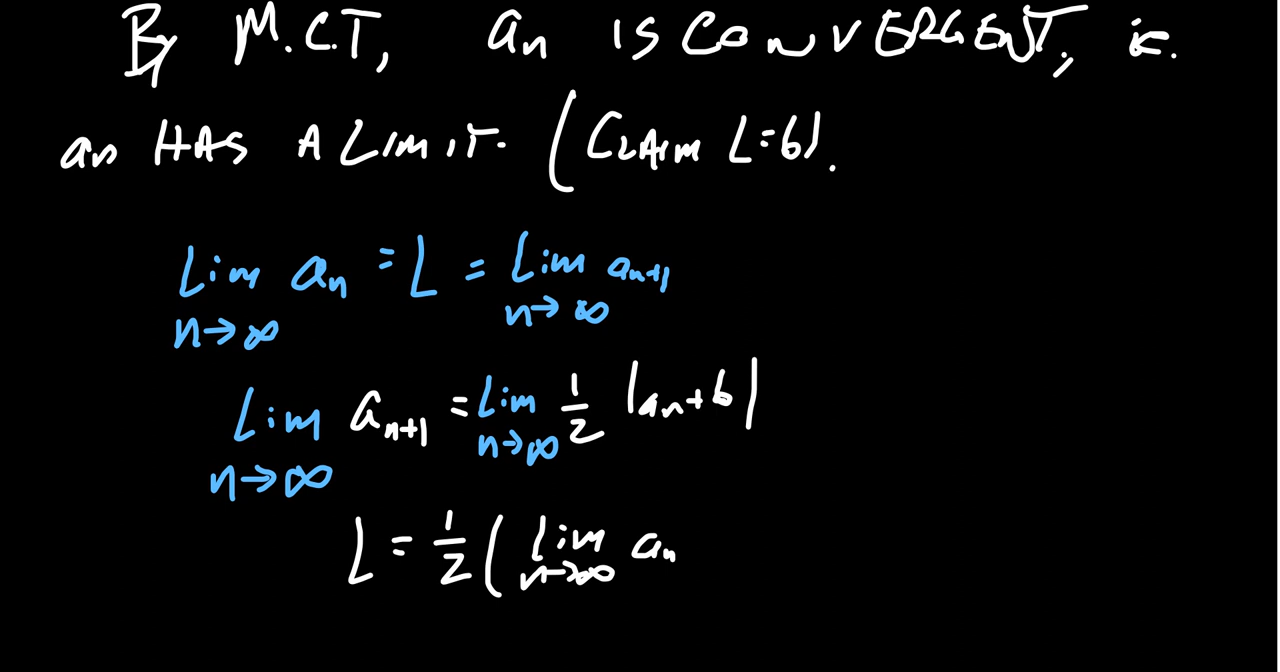 By M.C.T, an IS CONVERGENT, ie.
an HAS A LIMIT. (CLAIM L=6).
Lim an = L = Lim an+1
n→∞ n→∞
Lim an+1 = Lim 1/2 (an+6)
n→∞ n→∞
L = 1/2 ( Lim an
n→∞